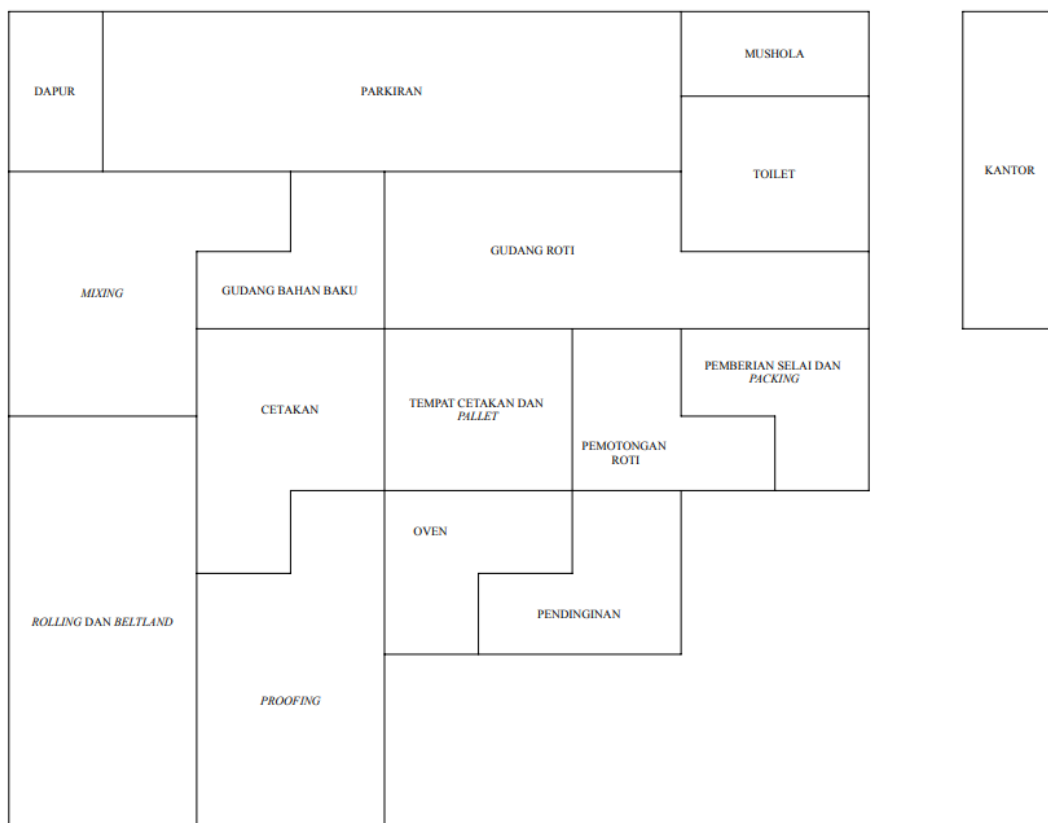 MUSHOLA
DAPUR
PARKIRAN
TOILET
KANTOR
GUDANG ROTI
MIXING
GUDANG BAHAN BAKU
PEMBERIAN SELAI DAN
PACKING
CETAKAN
TEMPAT CETAKAN DAN
PALLET
PEMOTONGAN
ROTI
OVEN
PENDINGINAN
ROLLING DAN BELTLAND
PROOFING